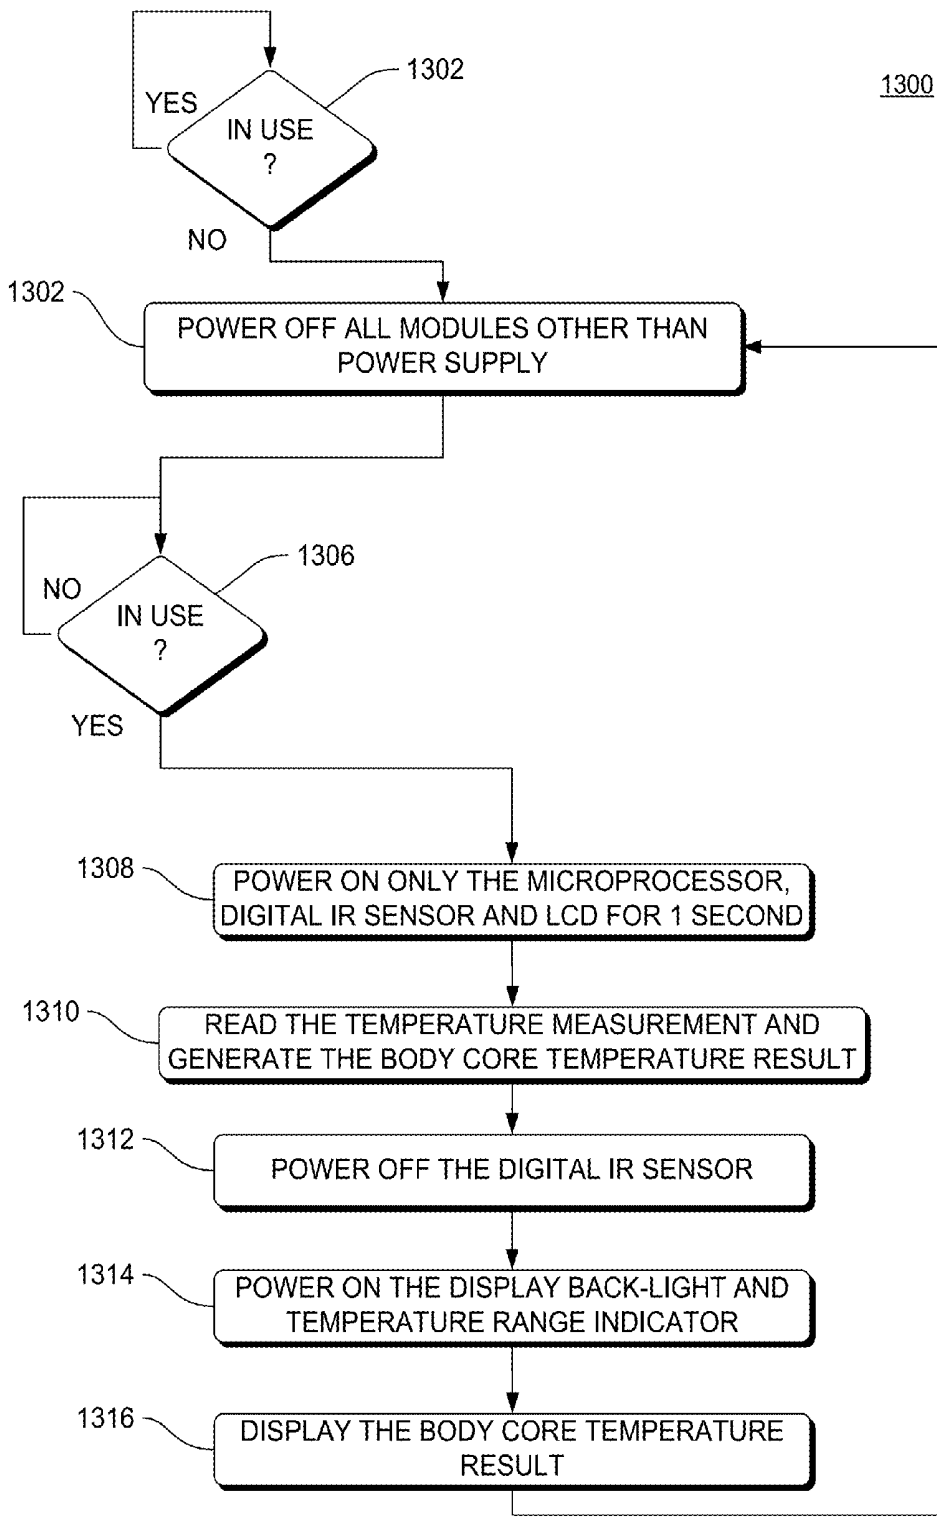 1302
1300
YES
IN USE
?
NO
1302
POWER OFF ALL MODULES OTHER THAN
POWER SUPPLY
1306
NO
IN USE
?
YES
1308
POWER ON ONLY THE MICROPROCESSOR,
DIGITAL IR SENSOR AND LCD FOR 1 SECOND
1310
READ THE TEMPERATURE MEASUREMENT AND
GENERATE THE BODY CORE TEMPERATURE RESULT
1312
POWER OFF THE DIGITAL IR SENSOR
1314
POWER ON THE DISPLAY BACK-LIGHT AND
TEMPERATURE RANGE INDICATOR
1316
DISPLAY THE BODY CORE TEMPERATURE
RESULT